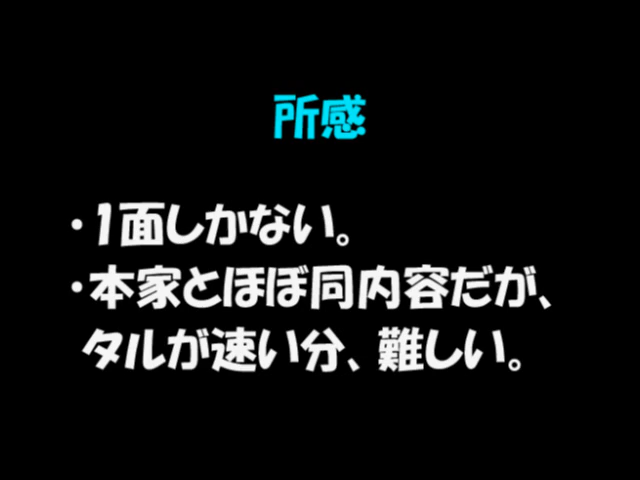 所感
・1面しかない。
・本家とほぼ同内容だが、
タルが速い分、難しい。